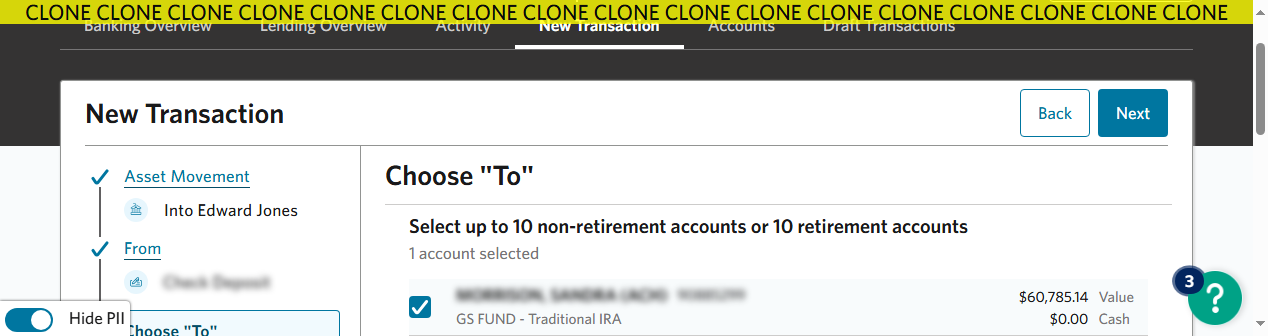 CLONE CLONE CLONE CLONE CLONE CLONE CLONE CLONE CLONE CLONE CLONE CLONE CLONE CLONE CLONE CLONE CLONE
Banking Overview Lending Overview Activity New Transaction Accounts Draft Transactions
New Transaction
Back Next
Asset Movement
Into Edward Jones
From
Choose "To"
Hide PII
Choose "To"
Select up to 10 non-retirement accounts or 10 retirement accounts
1 account selected
$60,785.14 Value
GS FUND - Traditional IRA
$0.00 Cash
3
?